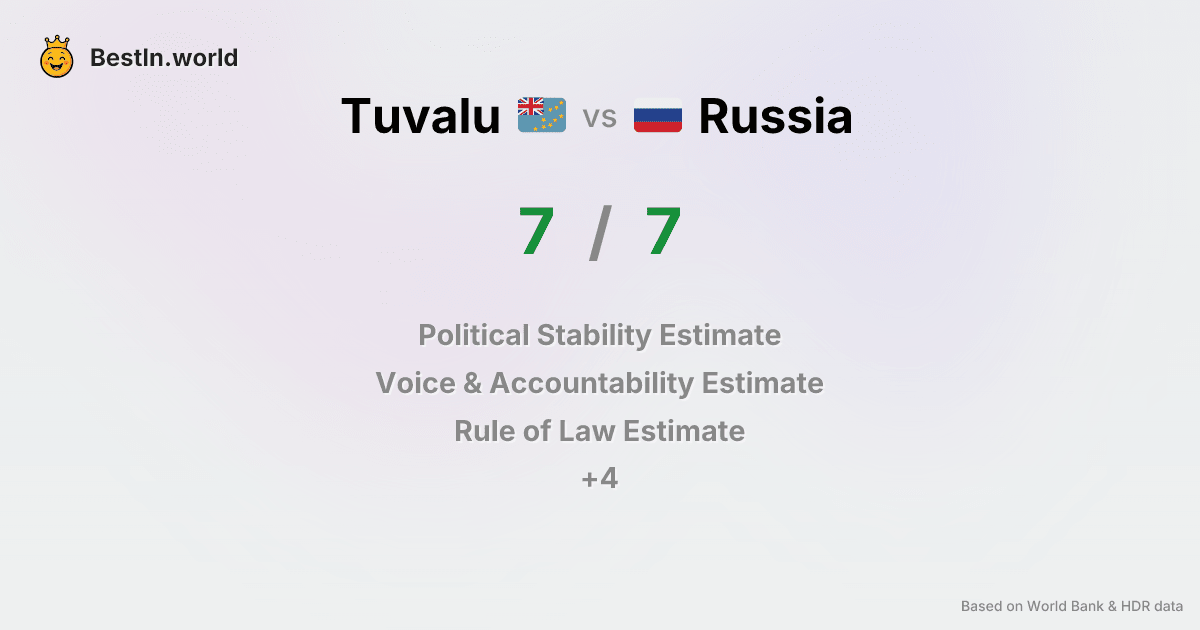 BestIn.world
Tuvalu vs Russia
7 / 7
Political Stability Estimate
Voice & Accountability Estimate
Rule of Law Estimate
+4
Based on World Bank & HDR data